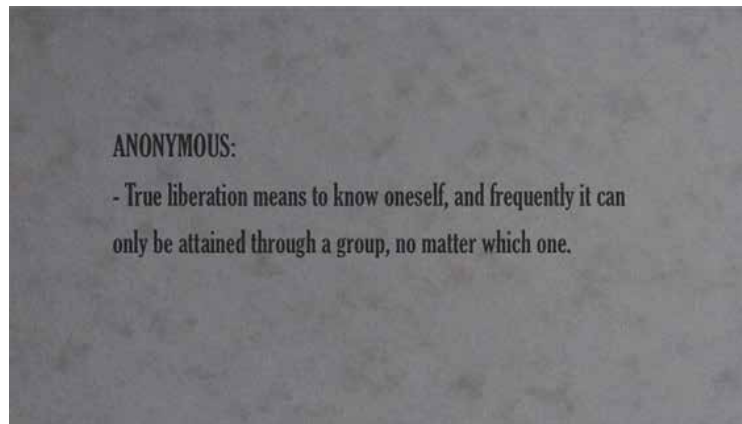 ANONYMOUS:
- True liberation means to know oneself, and frequently it can
only be attained through a group, no matter which one.